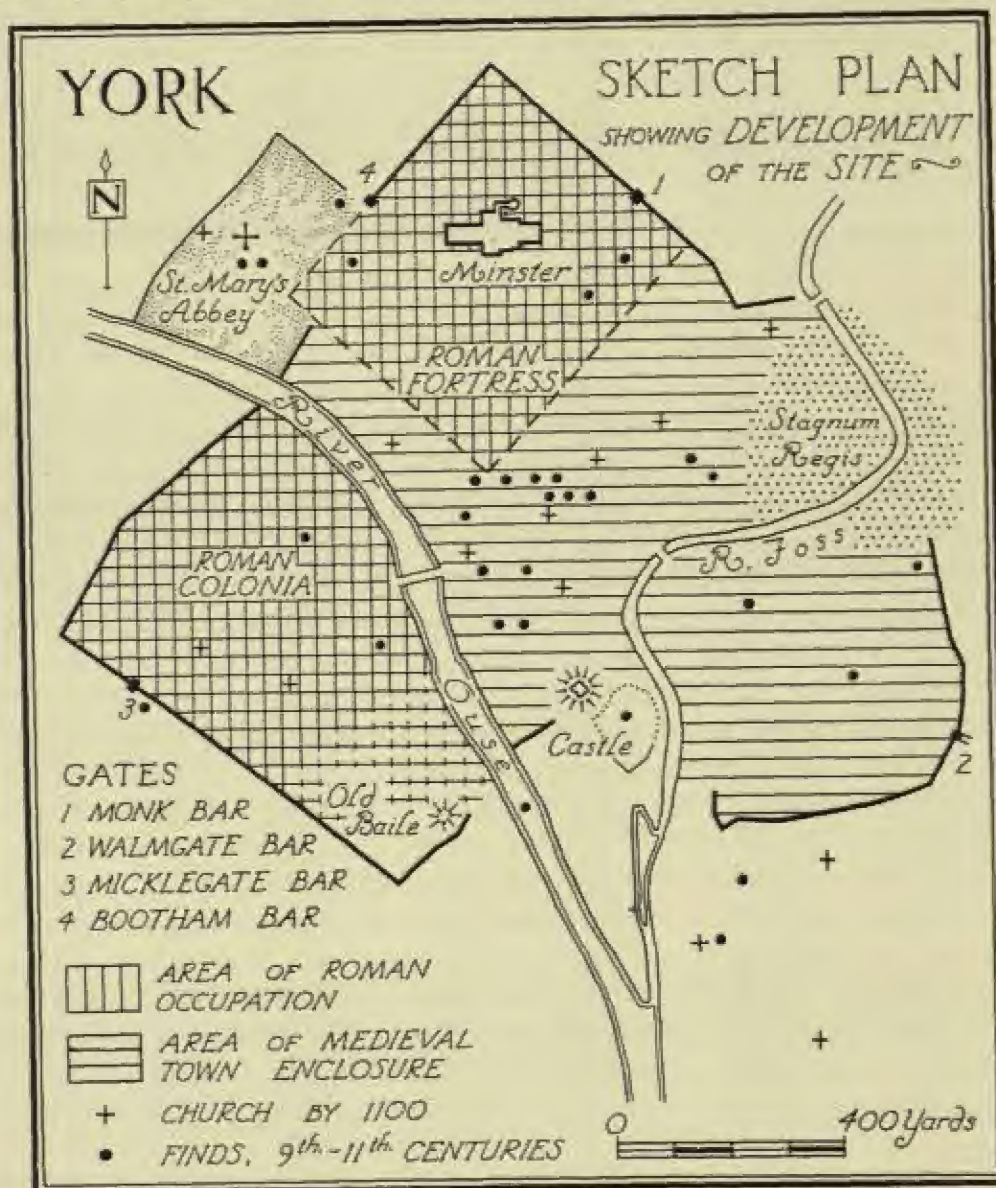 YORK
SKETCH PLAN
SHOWING DEVELOPMENT
OF THE SITE
N
4
1
Minster
St. Mary's
Abbey
ROMAN
FORTRESS
River
Stagnum
Regis
R. Foss
ROMAN
COLONIA
3
Ouse
Castle
2
Old
Baile
GATES
1 MONK BAR
2 WALMGATE BAR
3 MICKLEGATE BAR
4 BOOTHAM BAR
AREA OF ROMAN
OCCUPATION
AREA OF MEDIEVAL
TOWN ENCLOSURE
+ CHURCH BY 1100
• FINDS, 9th.-11th. CENTURIES
0 400 Yards